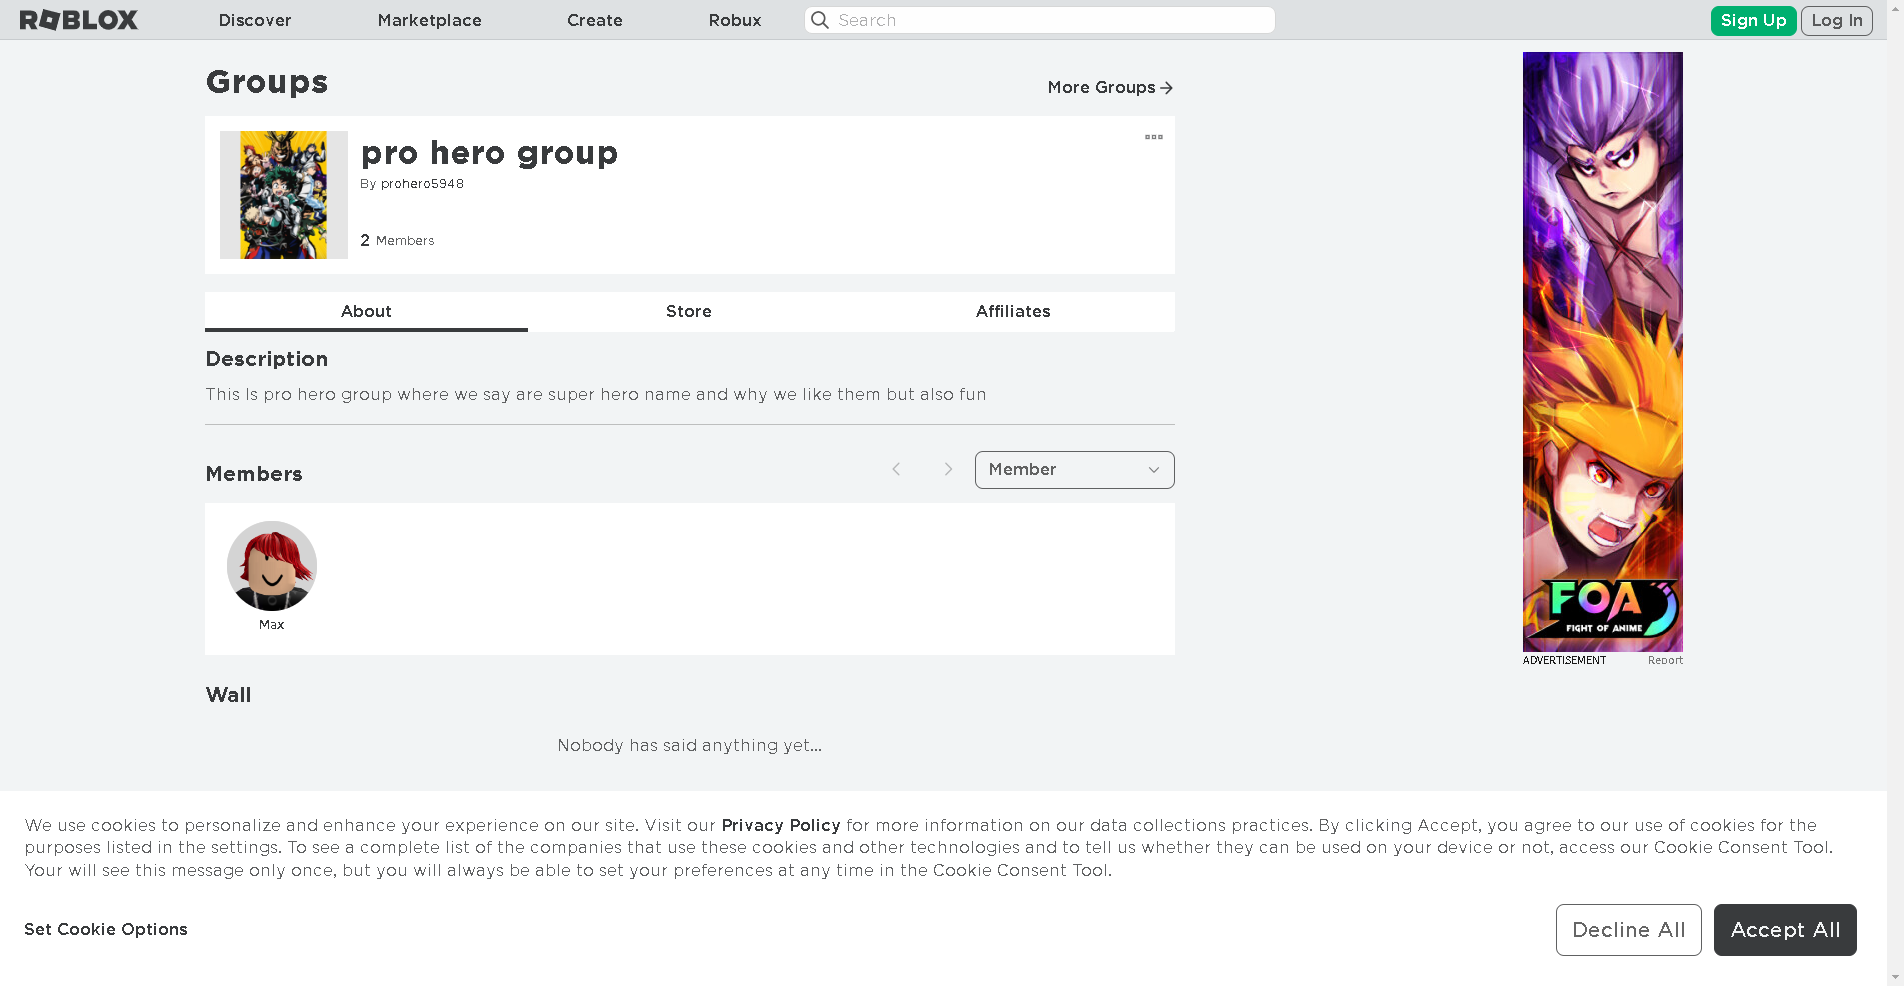 ROBLOX Discover Marketplace Create Robux Search Sign Up Log In
Groups
More Groups
pro hero group
By prohero5948
2 Members
About Store Affiliates
Description
This Is pro hero group where we say are super hero name and why we like them but also fun
Members
Member
Max
Wall
Nobody has said anything yet...
FOA
FIGHT OF ANIME
ADVERTISEMENT Report
We use cookies to personalize and enhance your experience on our site. Visit our Privacy Policy for more information on our data collections practices. By clicking Accept, you agree to our use of cookies for the
purposes listed in the settings. To see a complete list of the companies that use these cookies and other technologies and to tell us whether they can be used on your device or not, access our Cookie Consent Tool.
Your will see this message only once, but you will always be able to set your preferences at any time in the Cookie Consent Tool.
Set Cookie Options
Decline All Accept All